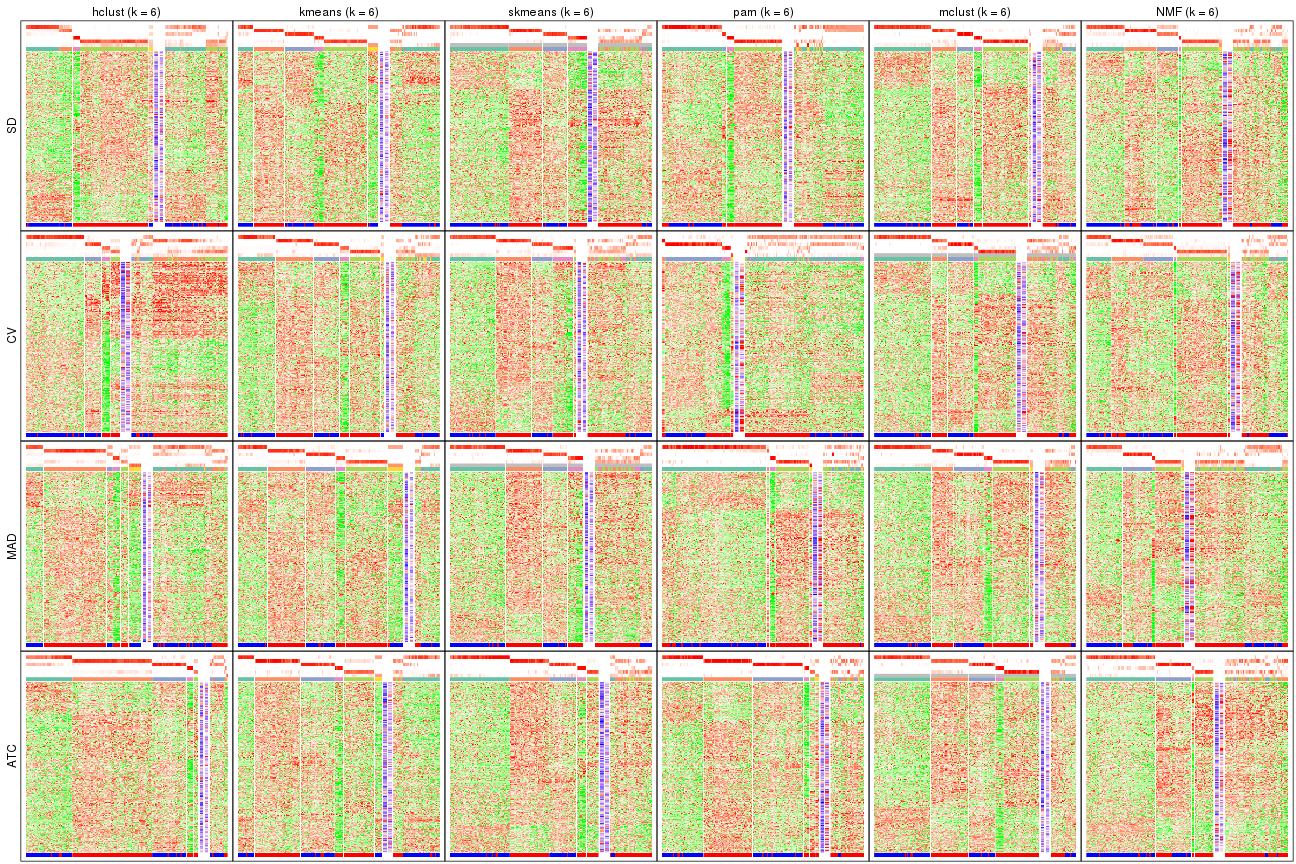 hclust (k = 6) kmeans (k = 6) skmeans (k = 6) pam (k = 6) mclust (k = 6) NMF (k = 6)
SD
CV
MAD
ATC